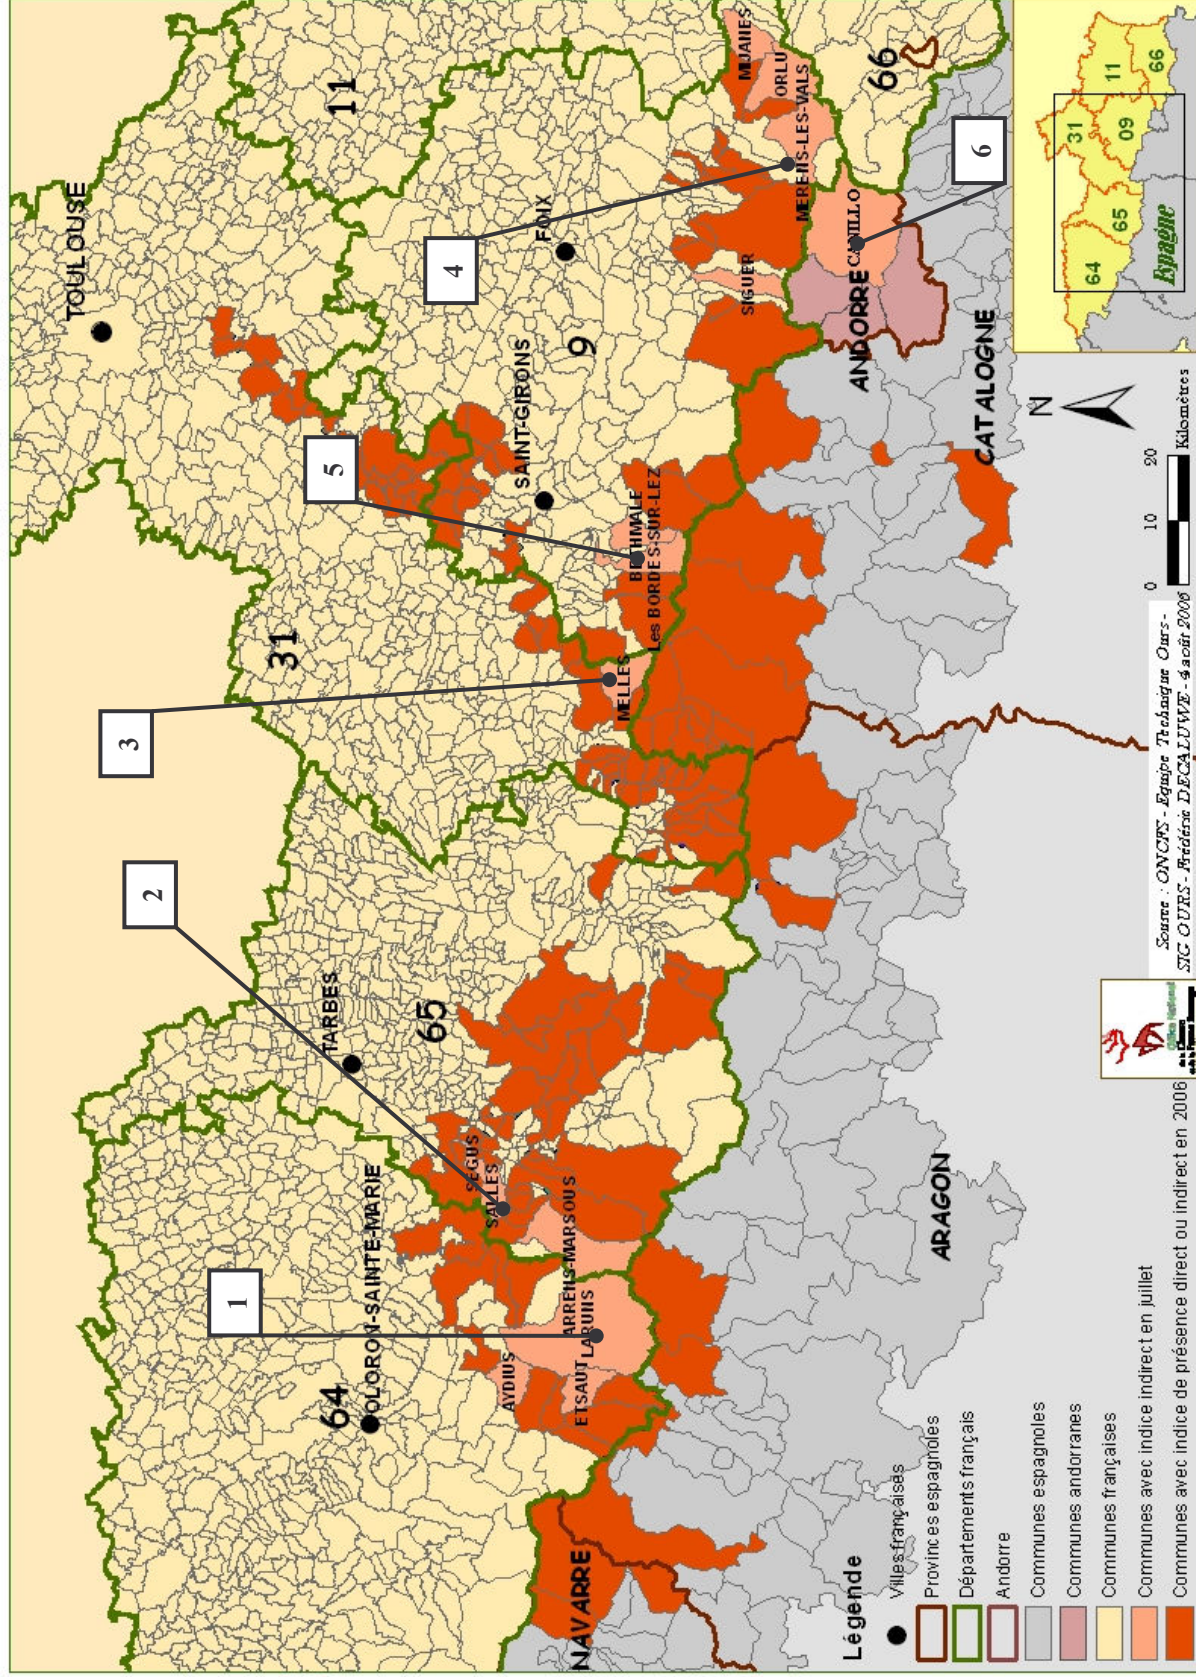 TOULOUSE
11
31
64
OLORON-SAINTE-MARIE
TARBES
65
SAINT-GIRONS
FOIX
9
66
1
2
3
4
5
6
AYDIUS
ETSAUT
LARUNS
ARRENS-MARSOUS
SALLES
SEGUS
MELLES
Les BORDES-SUR-LEZ
SIGUER
MERENS-LES-VALS
ORLU
MIJANES
CANILLO
ANDORRE
NAVARRE
ARAGON
CATALOGNE
N
0 10 20
Kilomètres
64
65
31
09
11
66
Espagne
Source : ONCFS - Equipe Technique Ours -
SIG OURS - Frédéric DECALUWE - 4 août 2006
Légende
Villes françaises
Provinces espagnoles
Départements français
Andorre
Communes espagnoles
Communes andorranes
Communes françaises
Communes avec indice indirect en juillet
Communes avec indice de présence direct ou indirect en 2006